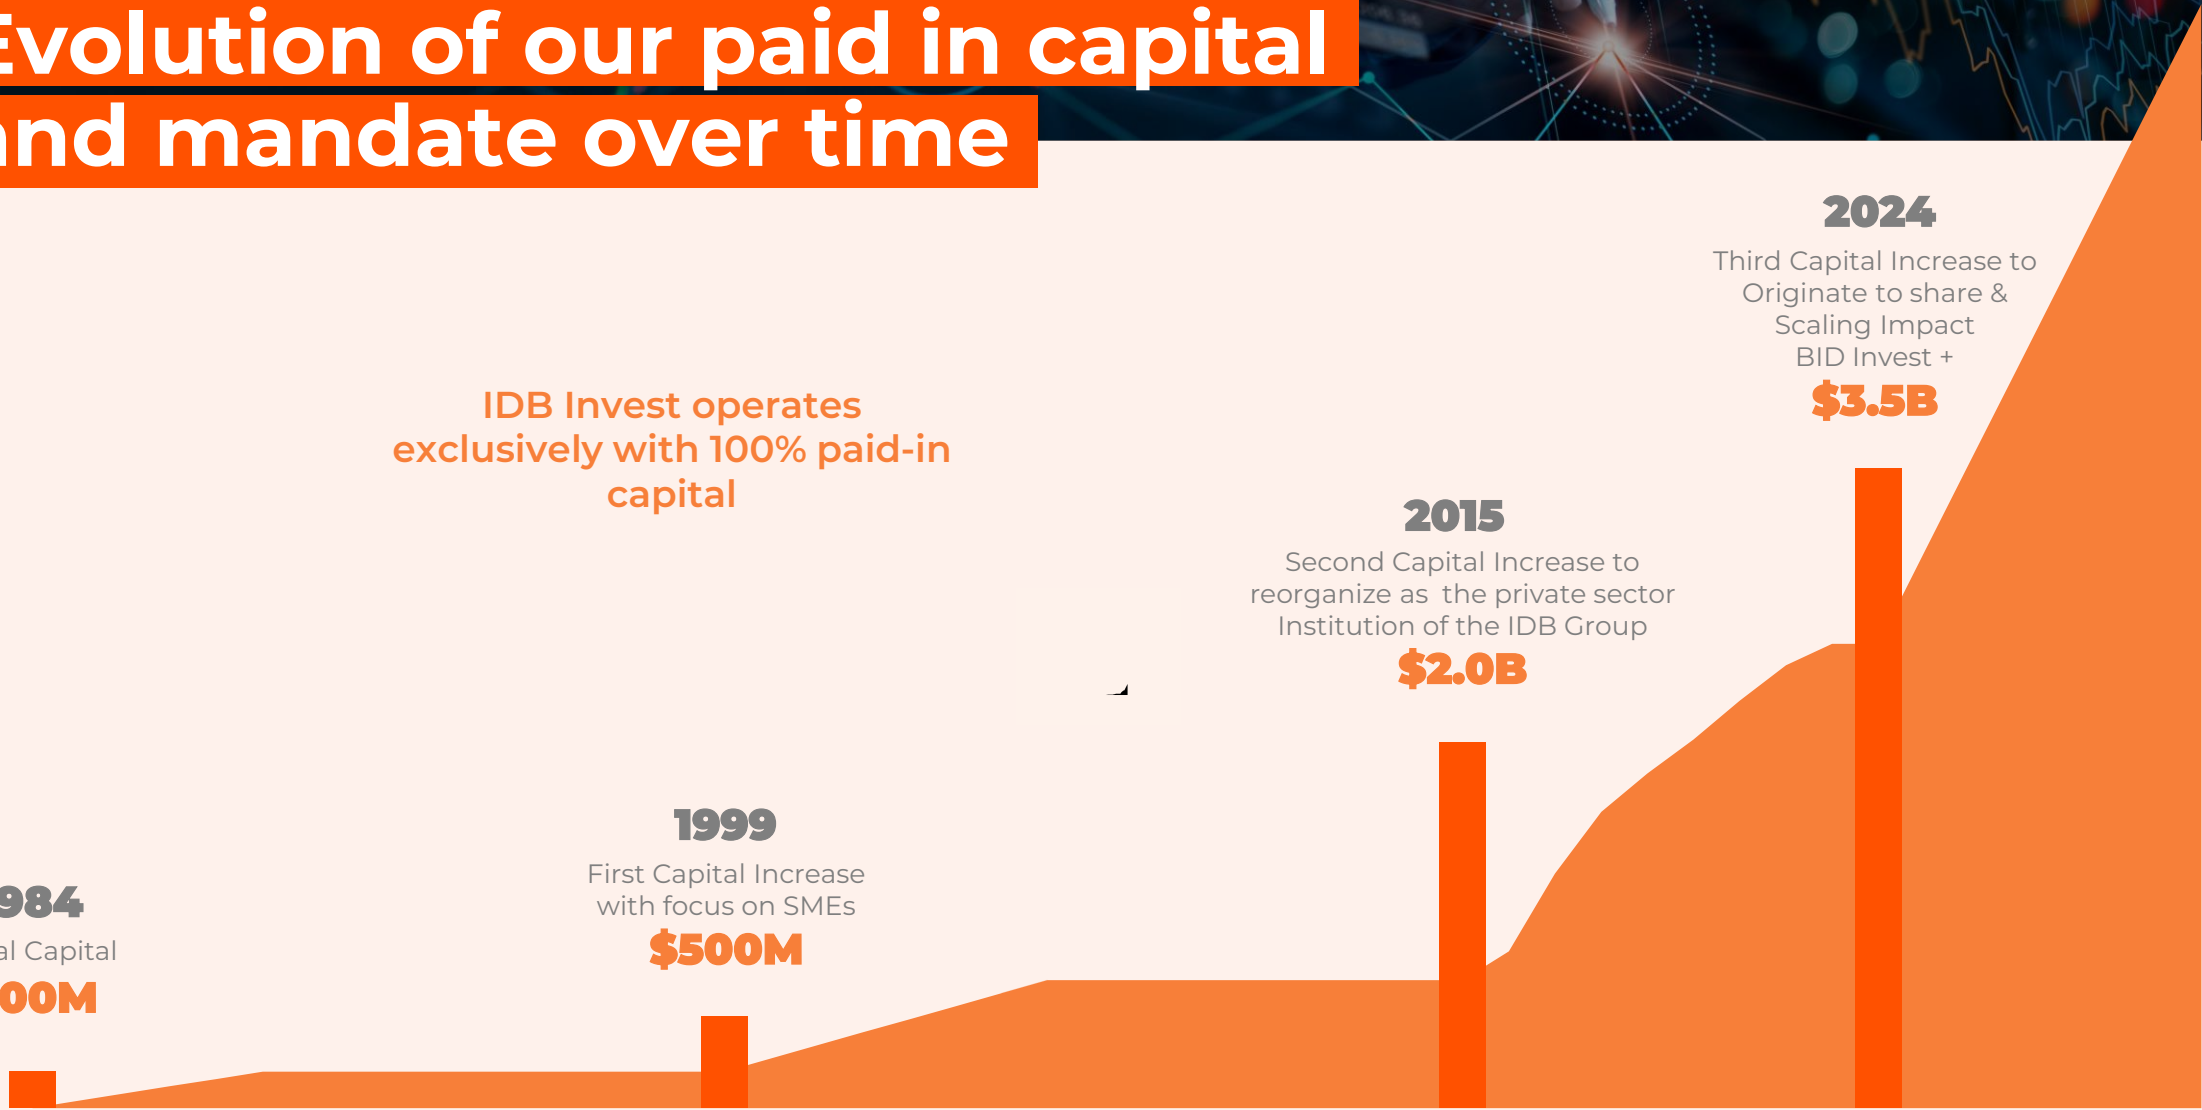 Evolution of our paid in capital
and mandate over time
2024
Third Capital Increase to
Originate to share &
Scaling Impact
BID Invest +
$3.5B
IDB Invest operates
exclusively with 100% paid-in
capital
2015
Second Capital Increase to
reorganize as  the private sector
Institution of the IDB Group
$2.0B
1999
First Capital Increase
with focus on SMEs
$500M
984
al Capital
00M